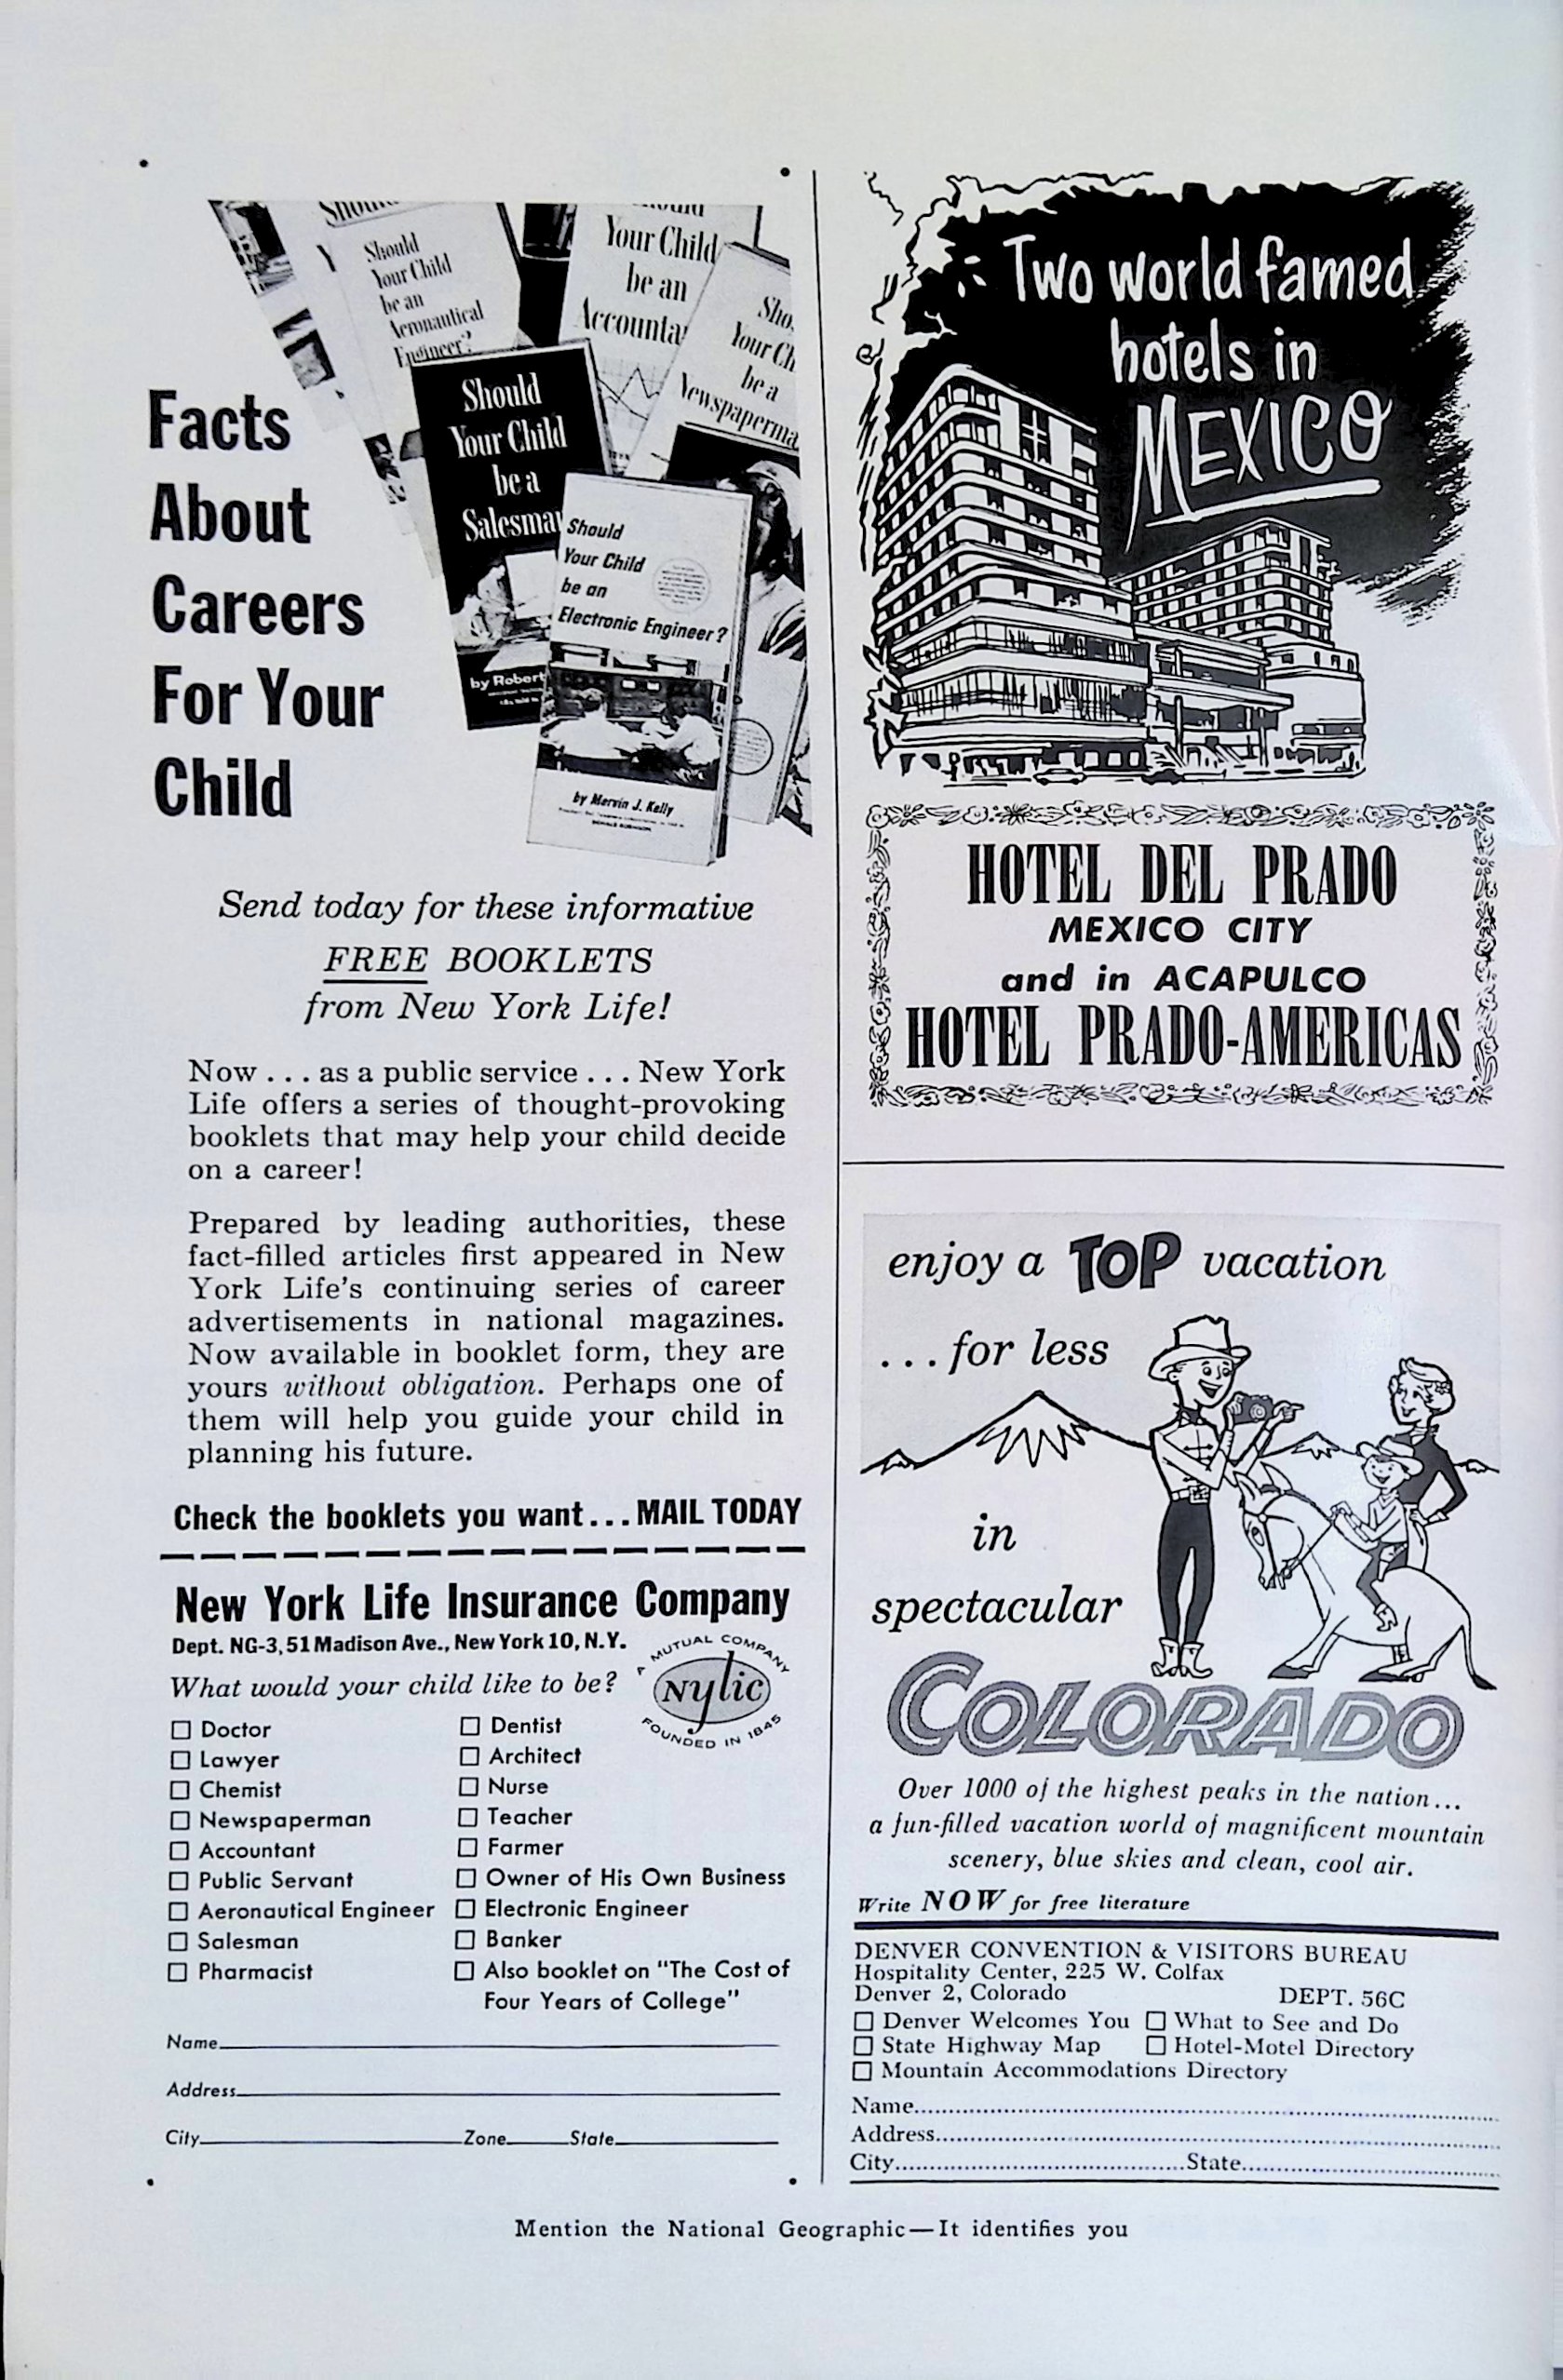 Facts
About
Careers
For Your
Child
Should
Your Child
be an
Aeronautical
Engineer?
Your Child
be an
Should
Your Child
be a
by Robert
Should
Your Child
be an
Electronic Engineer?
by Mervin J. Kelly
Send today for these informative
FREE BOOKLETS
from New York Life!
Now . . . as a public service . . . New York
Life offers a series of thought-provoking
booklets that may help your child decide
on a career!
Prepared by leading authorities, these
fact-filled articles first appeared in New
York Life's continuing series of career
advertisements in national magazines.
Now available in booklet form, they are
yours without obligation. Perhaps one of
them will help you guide your child in
planning his future.
Check the booklets you want...MAIL TODAY
New York Life Insurance Company
Dept. NG-3, 51 Madison Ave., New York 10, N.Y.
What would your child like to be?
A MUTUAL COMPANY
Nylic
FOUNDED IN 1845
Doctor
Lawyer
Chemist
Newspaperman
Accountant
Public Servant
Aeronautical Engineer
Salesman
Pharmacist
Dentist
Architect
Nurse
Teacher
Farmer
Owner of His Own Business
Electronic Engineer
Banker
Also booklet on "The Cost of
Four Years of College"
Name
Address
City Zone State
Two world famed
hotels in
MEXICO
HOTEL DEL PRADO
MEXICO CITY
and in ACAPULCO
HOTEL PRADO-AMERICAS
enjoy a TOP vacation
...for less
in
spectacular
COLORADO
Over 1000 of the highest peaks in the nation...
a fun-filled vacation world of magnificent mountain
scenery, blue skies and clean, cool air.
Write NOW for free literature
DENVER CONVENTION & VISITORS BUREAU
Hospitality Center, 225 W. Colfax
Denver 2, Colorado DEPT. 56C
Denver Welcomes You What to See and Do
State Highway Map Hotel-Motel Directory
Mountain Accommodations Directory
Name
Address
City State
Mention the National Geographic—It identifies you